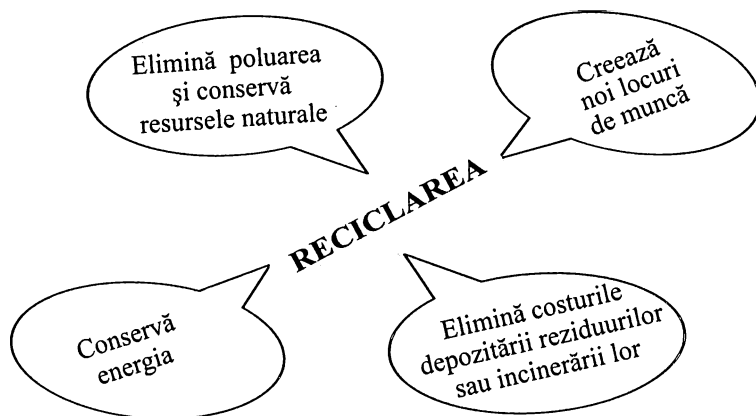 Elimină poluarea
şi conservă
resursele naturale
Creează
noi locuri
de muncă
RECICLAREA
Conservă
energia
Elimină costurile
depozitării reziduurilor
sau incinerării lor